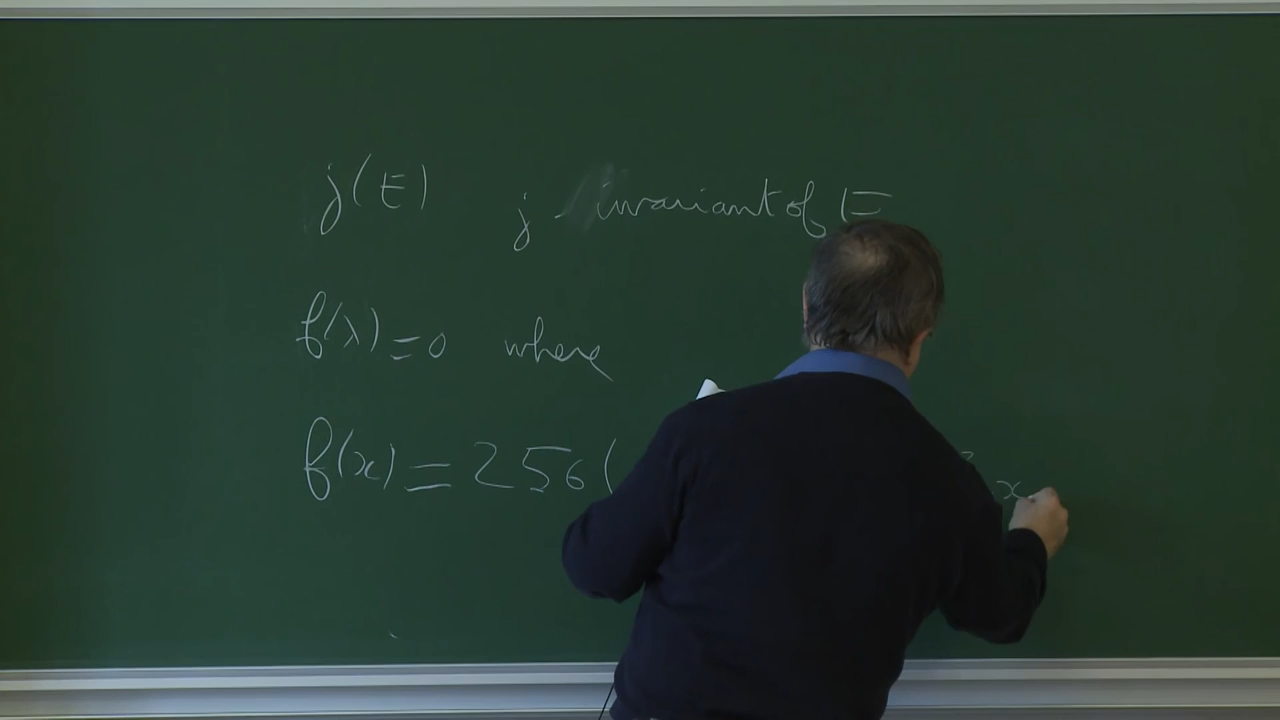 j(E) j-invariant of E
f(λ)=0 where
f(x)=256( x